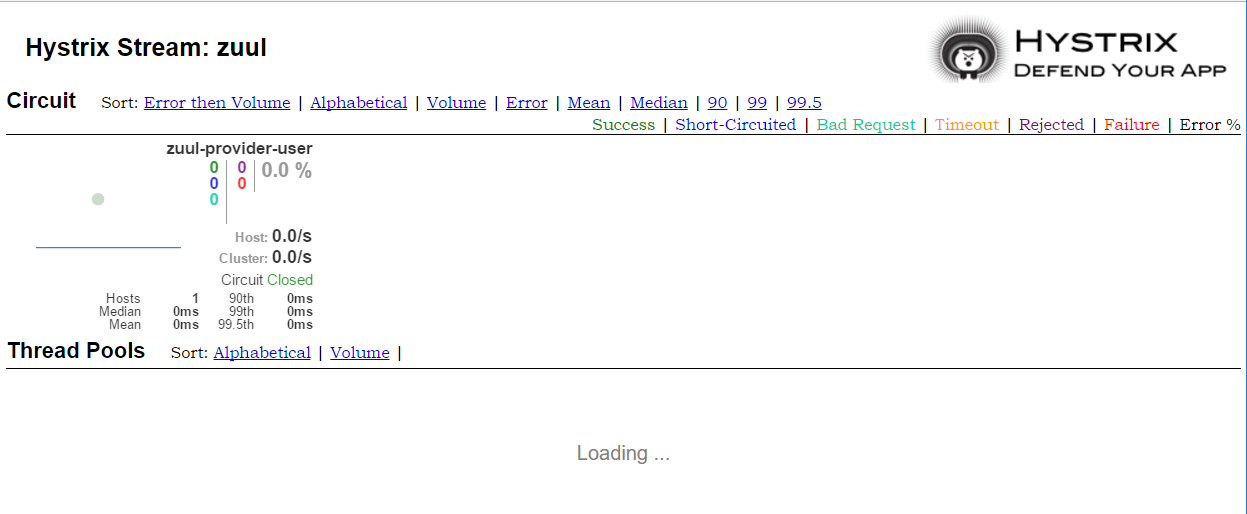 Hystrix Stream: zuul
HYSTRIX
DEFEND YOUR APP
Circuit Sort: Error then Volume | Alphabetical | Volume | Error | Mean | Median | 90 | 99 | 99.5
Success | Short-Circuited | Bad Request | Timeout | Rejected | Failure | Error %
zuul-provider-user
0 0 0.0 %
0 0
0
Host: 0.0/s
Cluster: 0.0/s
Circuit Closed
Hosts 1 90th 0ms
Median 0ms 99th 0ms
Mean 0ms 99.5th 0ms
Thread Pools Sort: Alphabetical | Volume |
Loading ...